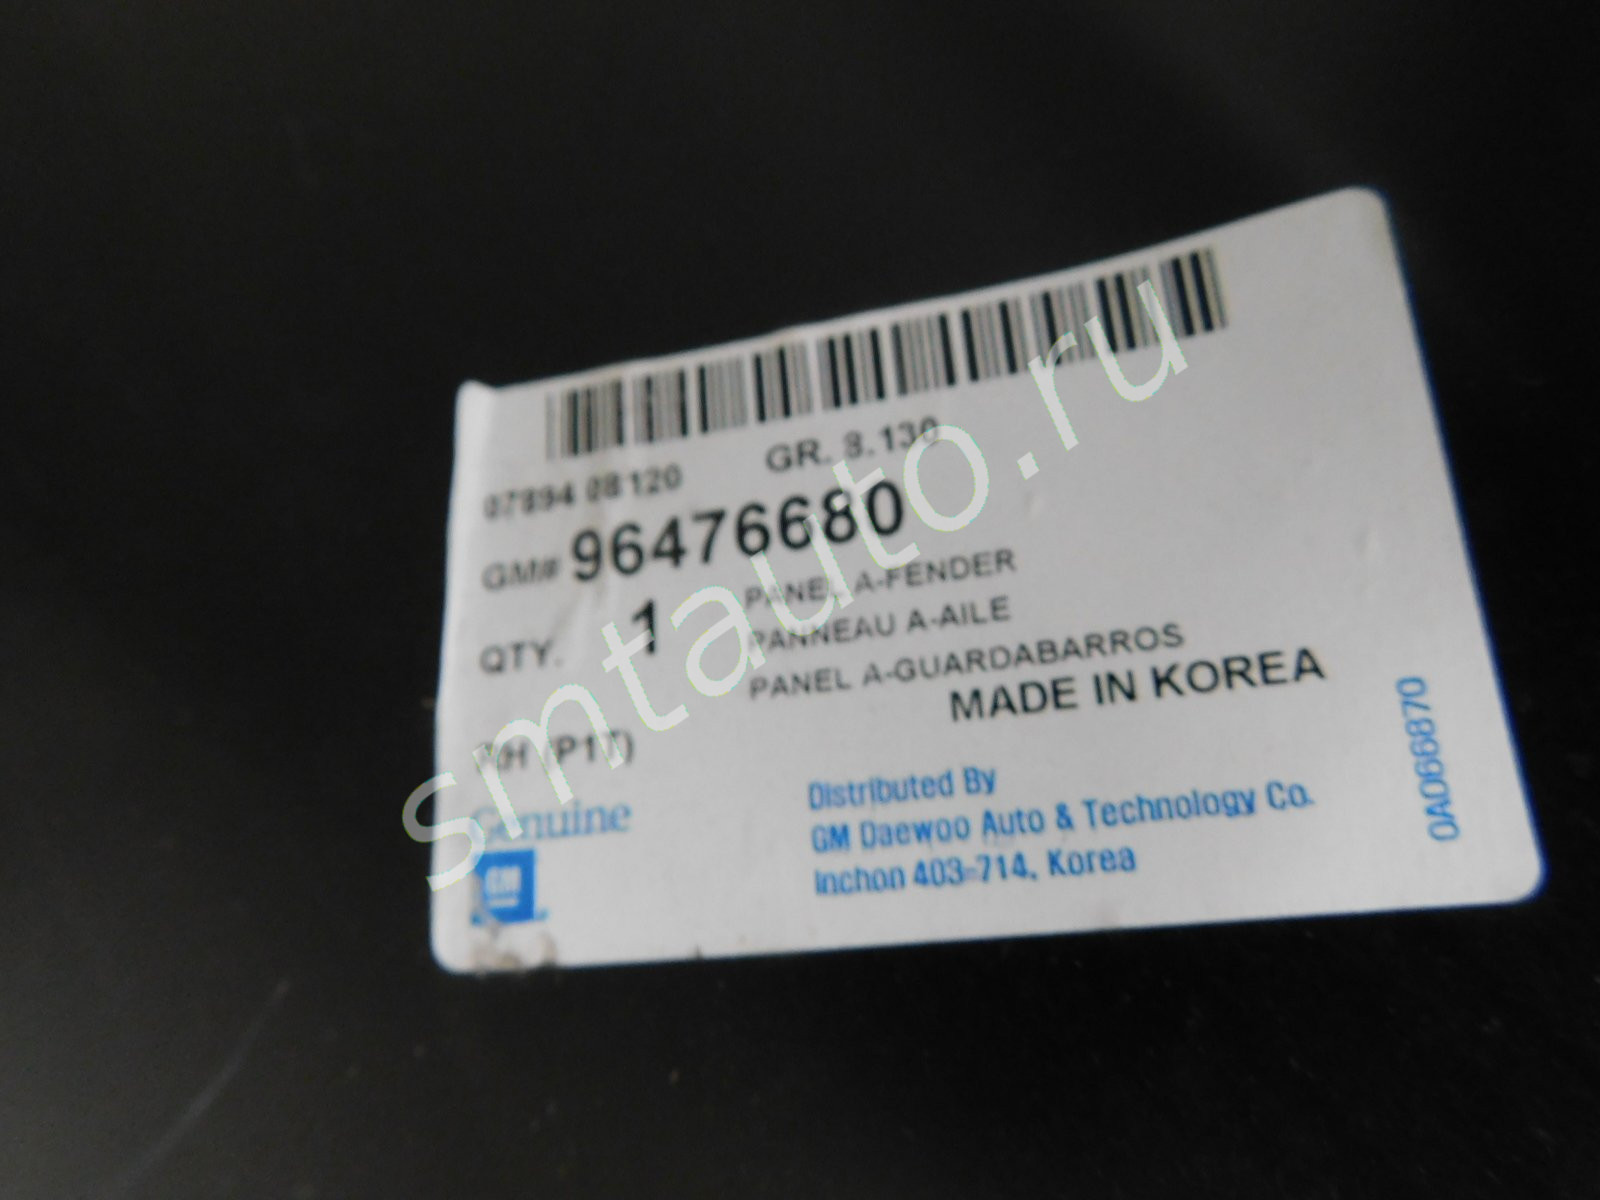 GR. 8.130
07894 08120
GM# 96476680
QTY. 1
PANEL A-FENDER
PANNEAU A-AILE
PANEL A-GUARDABARROS
MADE IN KOREA
RH (P1T)
Genuine
GM
Distributed By
GM Daewoo Auto & Technology Co.
Inchon 403-714, Korea
0A066870
smtauto.ru